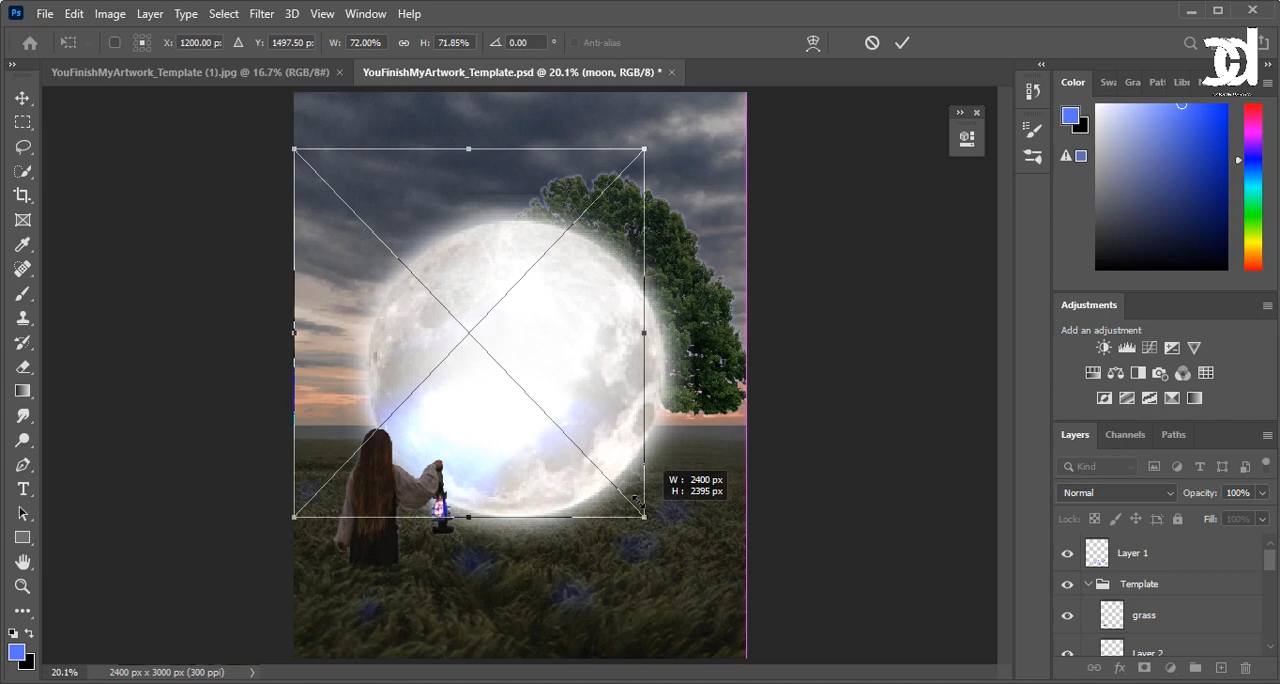 Ps File Edit Image Layer Type Select Filter 3D View Window Help
X: 1200.00 p: Y: 1497.50 p: W: 72.00% H: 71.85% 0.00 ° Anti-alias
YouFinishMyArtwork_Template (1).jpg @ 16.7% (RGB/8#) × YouFinishMyArtwork_Template.psd @ 20.1% (moon, RGB/8) * ×
Color Swa Gra Patt Libr
Adjustments
Add an adjustment
Layers Channels Paths
Kind
W : 2400 px
H : 2395 px
Normal Opacity: 100%
Lock: Fill: 100%
Layer 1
Template
grass
Layer 2
T
20.1% 2400 px x 3000 px (300 ppi)